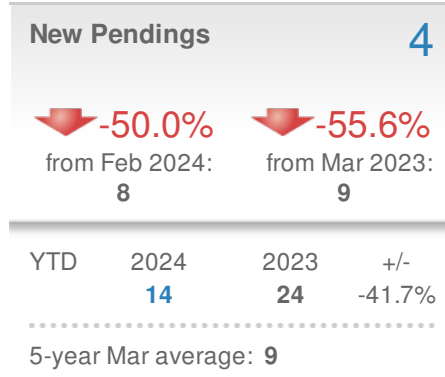 New Pendings 4
-50.0% -55.6%
from Feb 2024: from Mar 2023:
8 9
YTD 2024 2023 +/-
14 24 -41.7%
5-year Mar average: 9